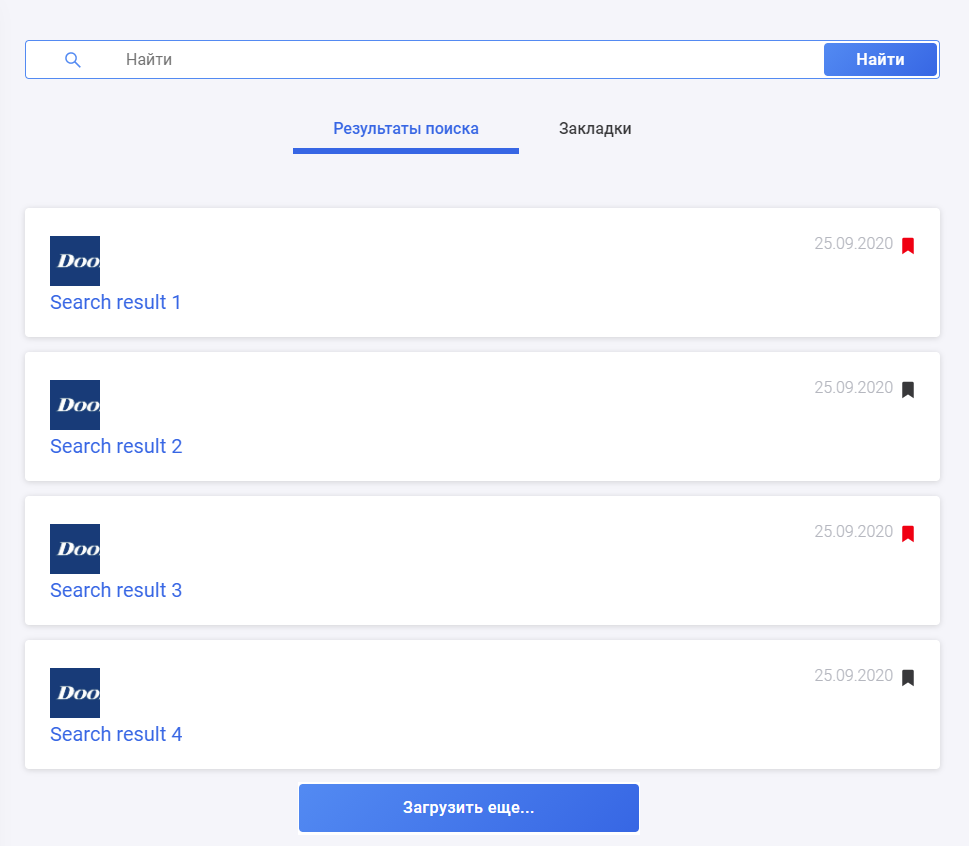 Найти Найти
Результаты поиска Закладки
25.09.2020
Doo
Search result 1
25.09.2020
Doo
Search result 2
25.09.2020
Doo
Search result 3
25.09.2020
Doo
Search result 4
Загрузить еще...